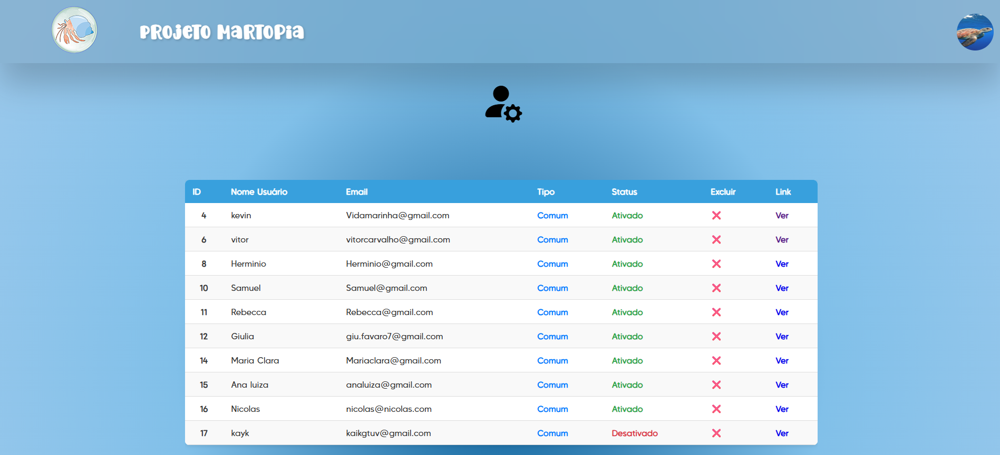 PROJETO MARTOPIA
ID Nome Usuário Email Tipo Status Excluir Link
4 kevin Vidamarinha@gmail.com Comum Ativado Ver
6 vitor vitorcarvalho@gmail.com Comum Ativado Ver
8 Herminio Herminio@gmail.com Comum Ativado Ver
10 Samuel Samuel@gmail.com Comum Ativado Ver
11 Rebecca Rebecca@gmail.com Comum Ativado Ver
12 Giulia giu.favaro7@gmail.com Comum Ativado Ver
14 Maria Clara Mariaclara@gmail.com Comum Ativado Ver
15 Ana luiza analuiza@gmail.com Comum Ativado Ver
16 Nicolas nicolas@nicolas.com Comum Ativado Ver
17 kayk kaikgtuv@gmail.com Comum Desativado Ver